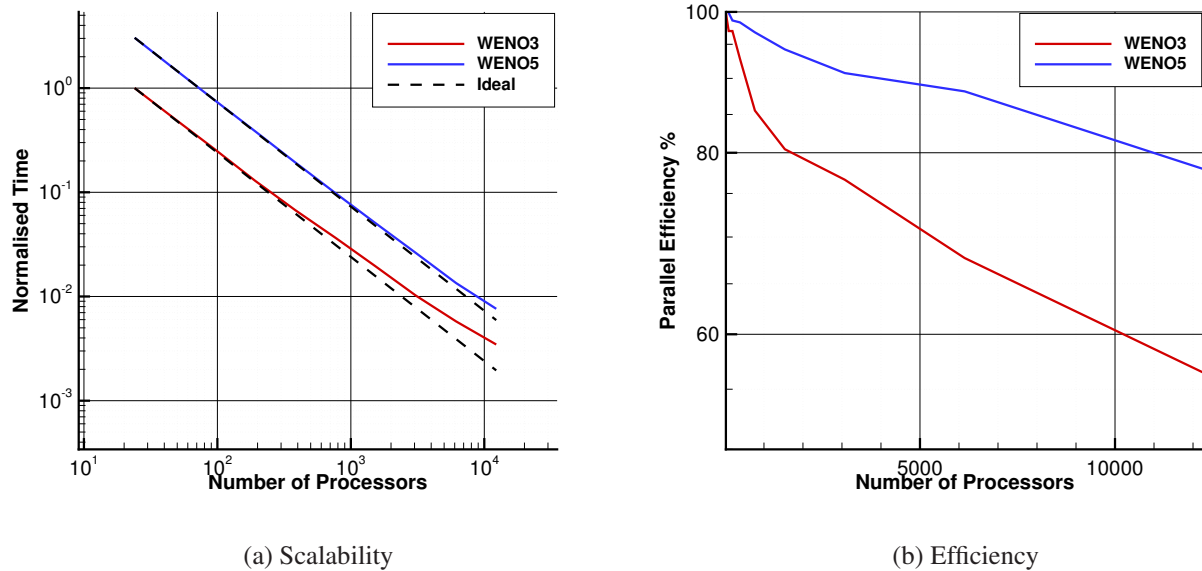 WENO3
WENO5
Ideal
10^0
10^-1
10^-2
10^-3
Normalised Time
10^1
10^2
10^3
10^4
Number of Processors
(a) Scalability
WENO3
WENO5
100
80
60
Parallel Efficiency %
5000
10000
Number of Processors
(b) Efficiency